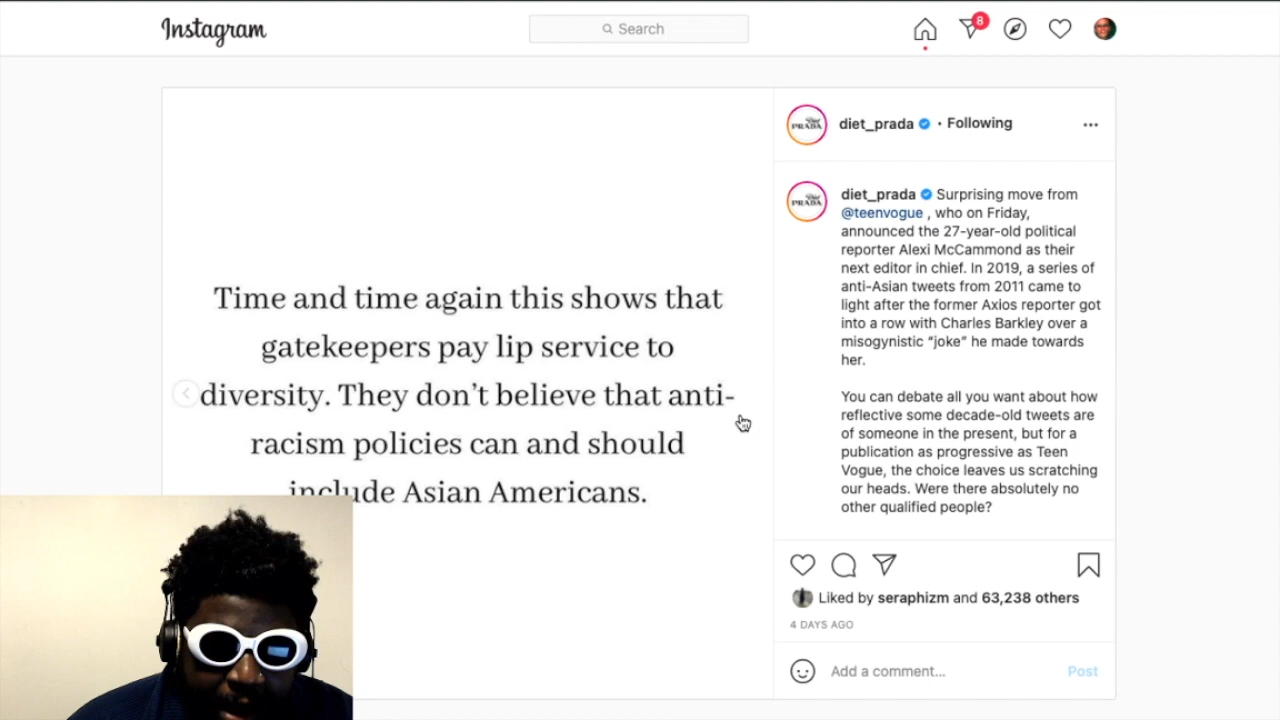 Instagram
Search
8
diet_prada • Following
Time and time again this shows that
gatekeepers pay lip service to
diversity. They don't believe that anti-
racism policies can and should
include Asian Americans.
PRADA
diet_prada Surprising move from
@teenvogue , who on Friday,
announced the 27-year-old political
reporter Alexi McCammond as their
next editor in chief. In 2019, a series of
anti-Asian tweets from 2011 came to
light after the former Axios reporter got
into a row with Charles Barkley over a
misogynistic “joke” he made towards
her.
You can debate all you want about how
reflective some decade-old tweets are
of someone in the present, but for a
publication as progressive as Teen
Vogue, the choice leaves us scratching
our heads. Were there absolutely no
other qualified people?
Liked by seraphizm and 63,238 others
4 DAYS AGO
Add a comment...
Post